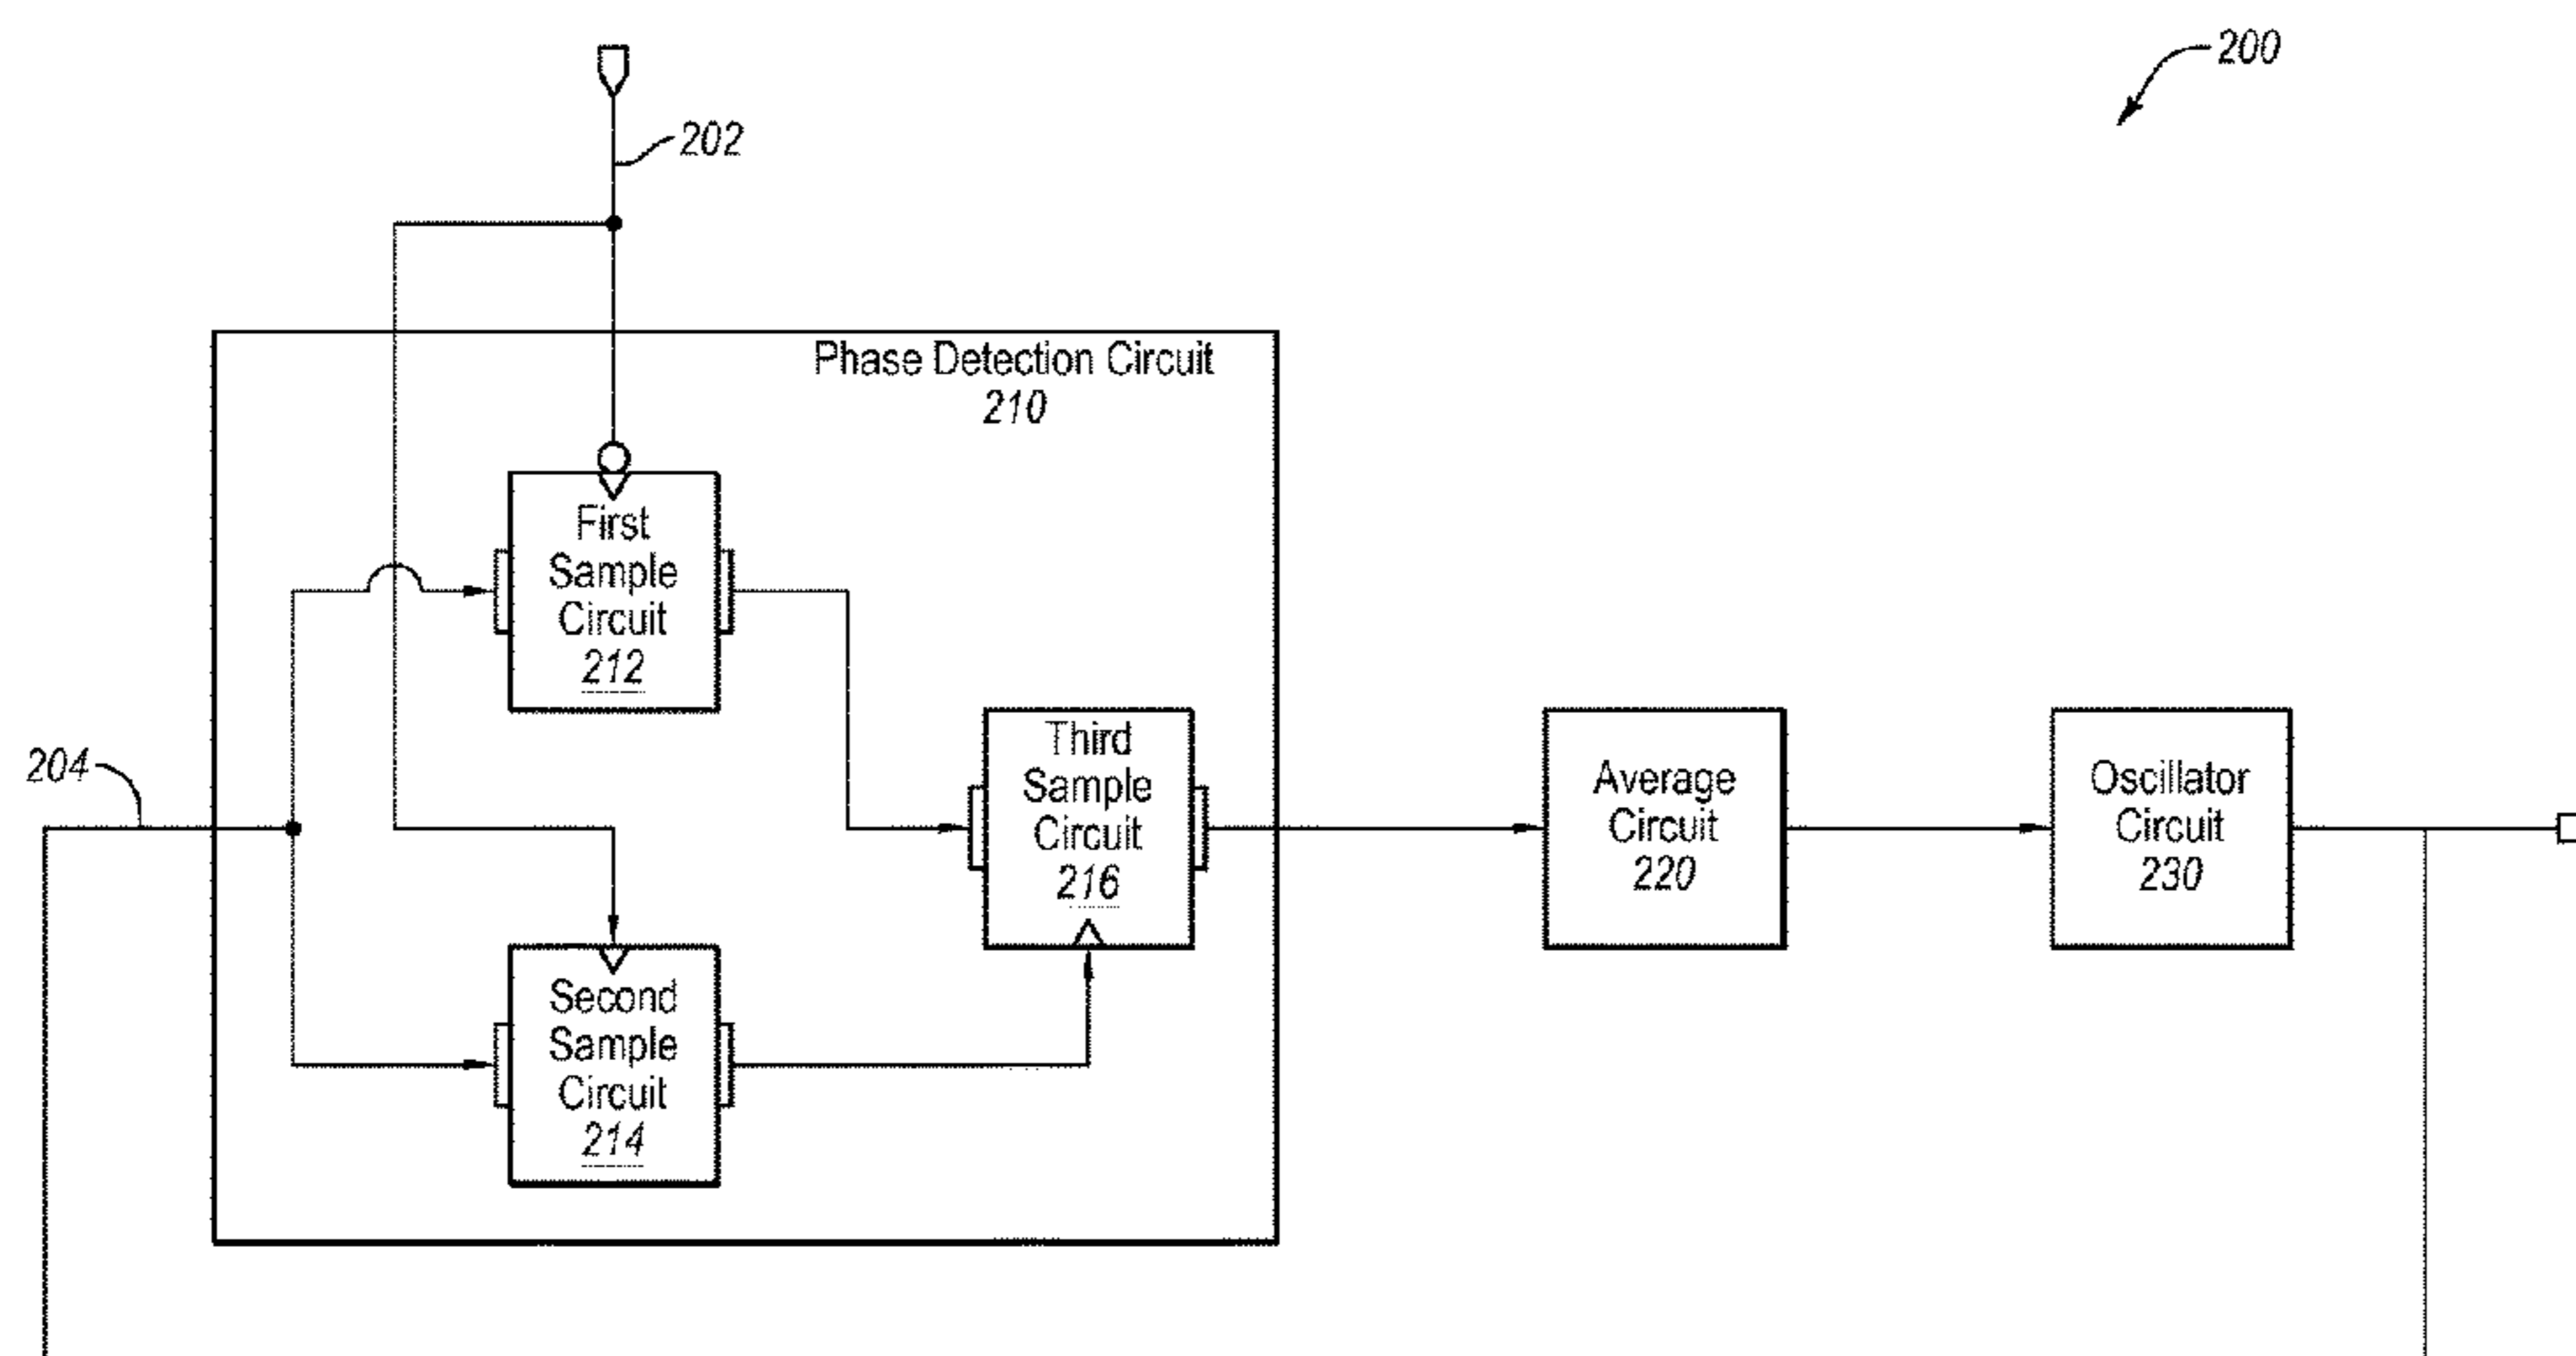 200
202
Phase Detection Circuit
210
First
Sample
Circuit
212
204
Third
Sample
Circuit
216
Average
Circuit
220
Oscillator
Circuit
230
Second
Sample
Circuit
214